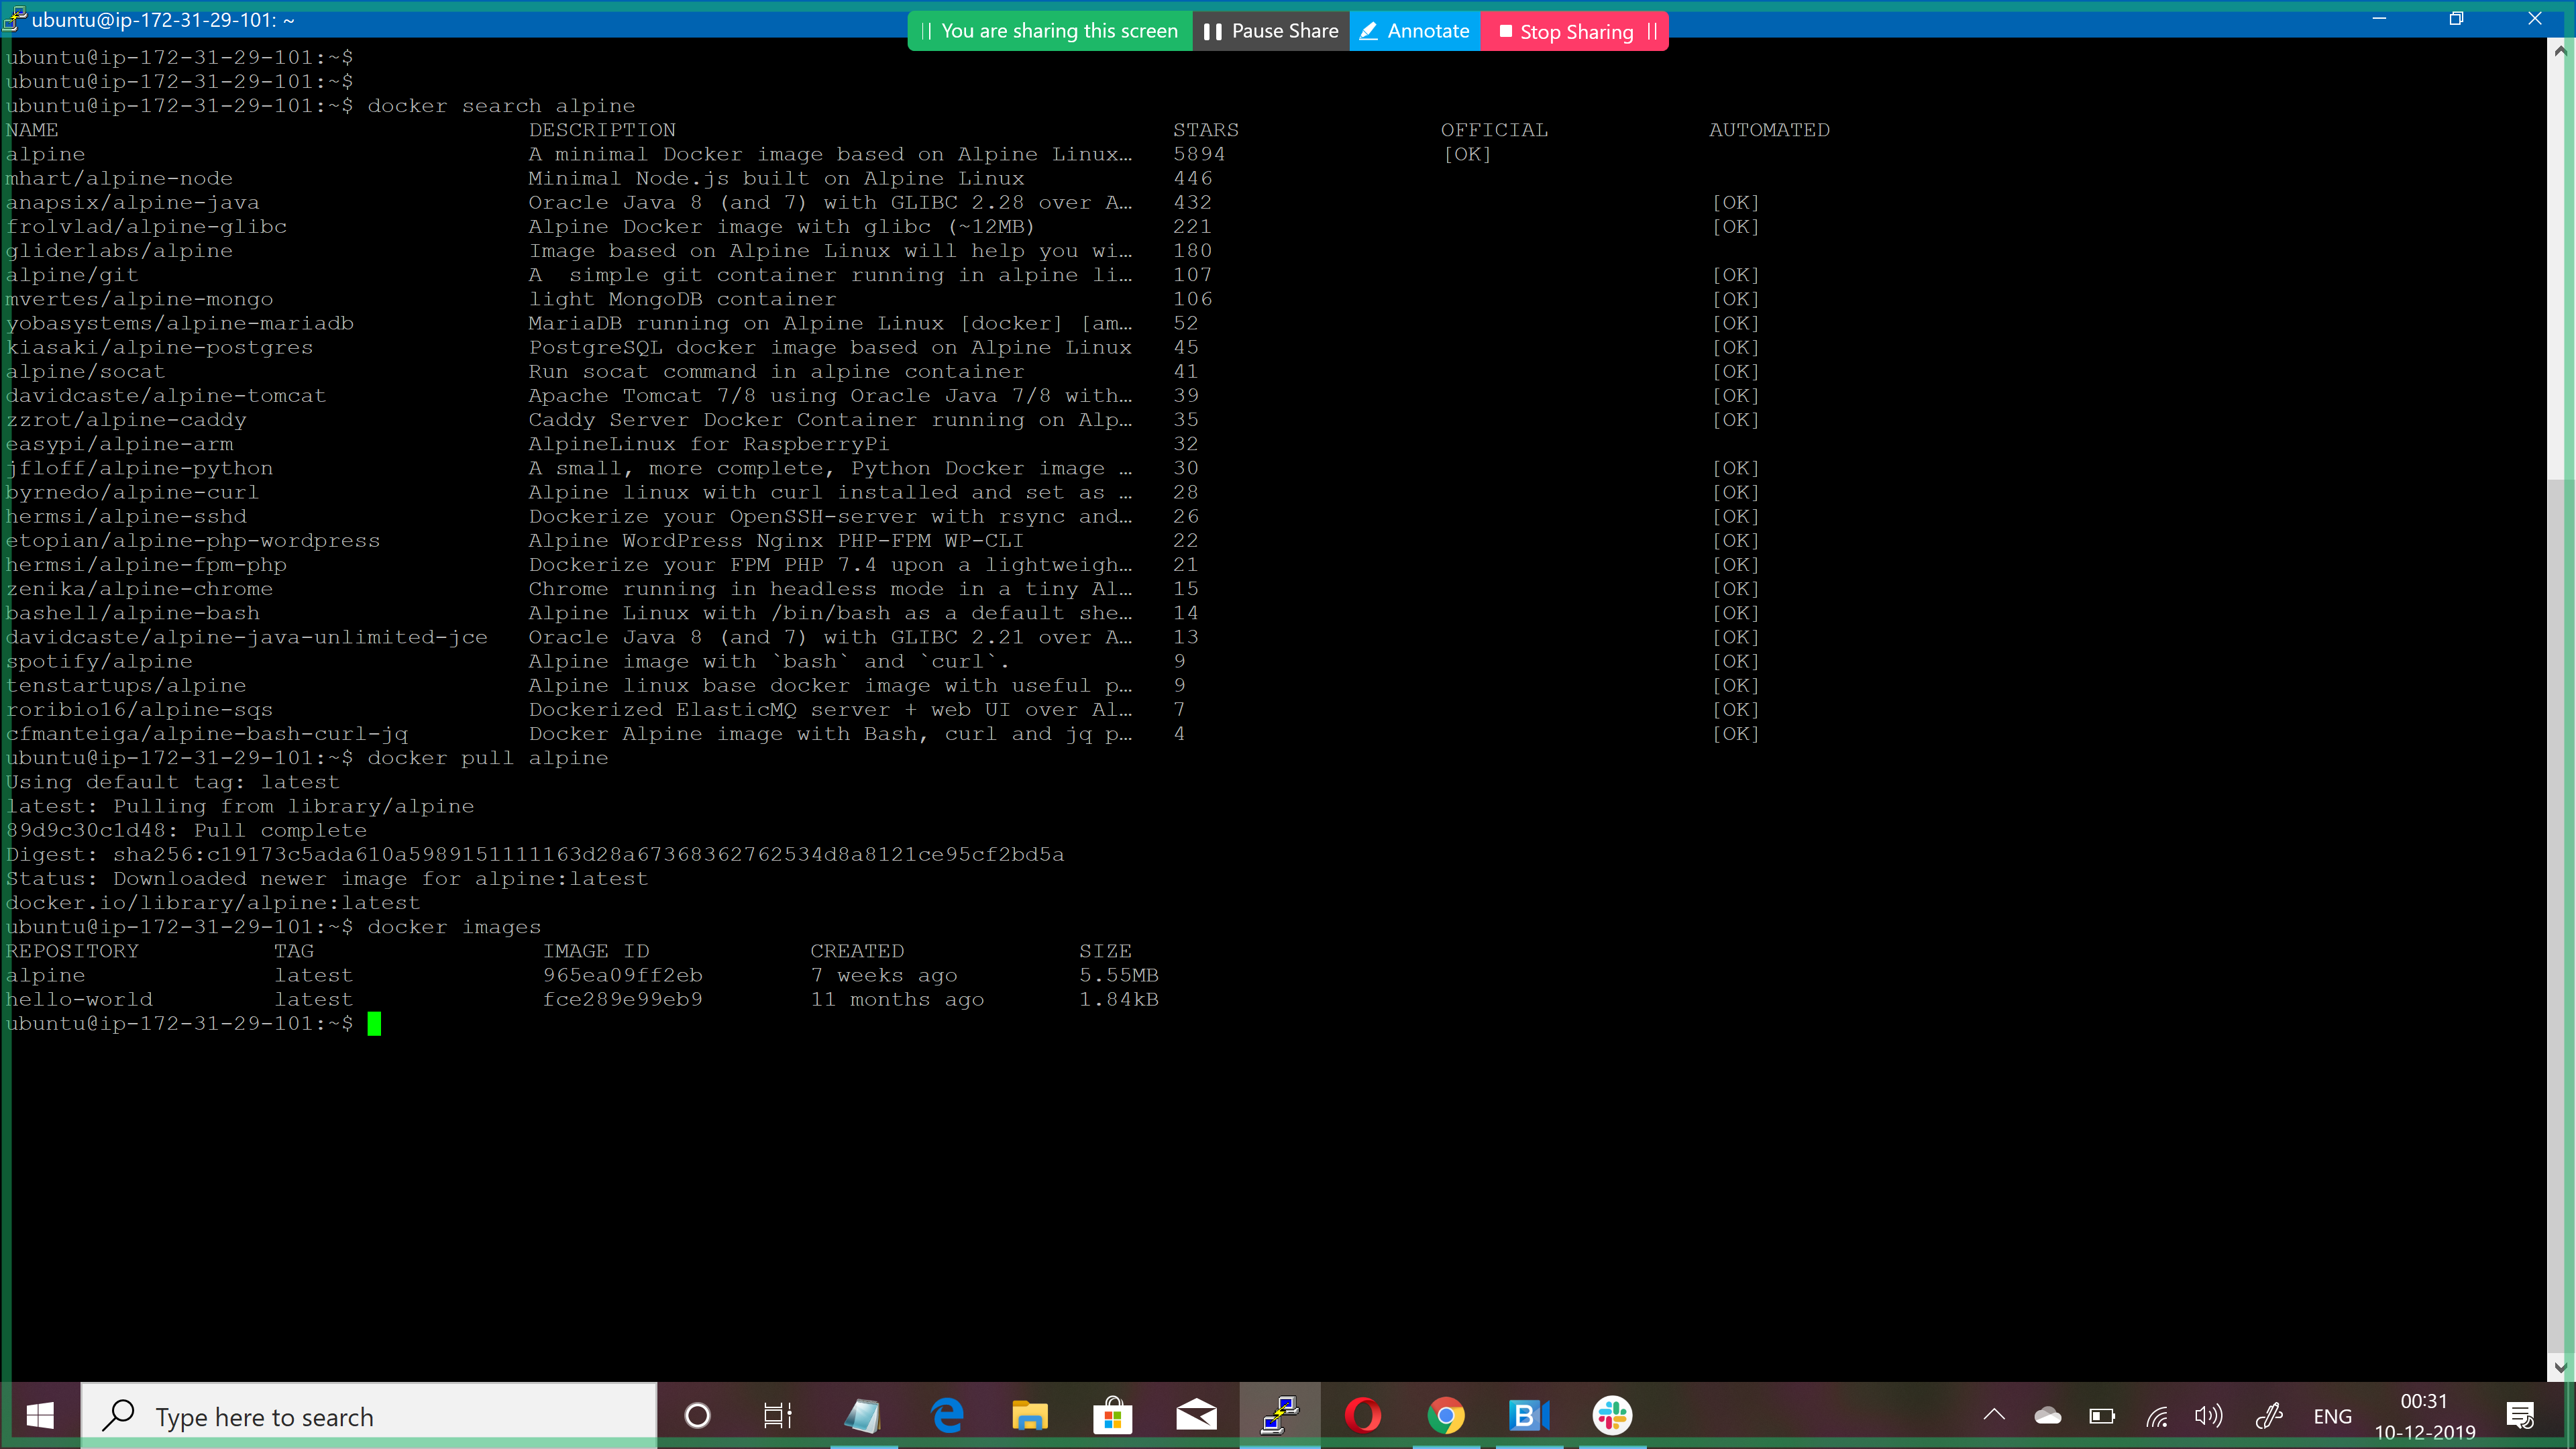 ubuntu@ip-172-31-29-101: ~
You are sharing this screen Pause Share Annotate Stop Sharing
ubuntu@ip-172-31-29-101:~$
ubuntu@ip-172-31-29-101:~$
ubuntu@ip-172-31-29-101:~$ docker search alpine
NAME DESCRIPTION STARS OFFICIAL AUTOMATED
alpine A minimal Docker image based on Alpine Linux… 5894 [OK]
mhart/alpine-node Minimal Node.js built on Alpine Linux 446
anapsix/alpine-java Oracle Java 8 (and 7) with GLIBC 2.28 over A… 432 [OK]
frolvlad/alpine-glibc Alpine Docker image with glibc (~12MB) 221 [OK]
gliderlabs/alpine Image based on Alpine Linux will help you wi… 180
alpine/git A  simple git container running in alpine li… 107 [OK]
mvertes/alpine-mongo light MongoDB container 106 [OK]
yobasystems/alpine-mariadb MariaDB running on Alpine Linux [docker] [am… 52 [OK]
kiasaki/alpine-postgres PostgreSQL docker image based on Alpine Linux 45 [OK]
alpine/socat Run socat command in alpine container 41 [OK]
davidcaste/alpine-tomcat Apache Tomcat 7/8 using Oracle Java 7/8 with… 39 [OK]
zzrot/alpine-caddy Caddy Server Docker Container running on Alp… 35 [OK]
easypi/alpine-arm AlpineLinux for RaspberryPi 32
jfloff/alpine-python A small, more complete, Python Docker image … 30 [OK]
byrnedo/alpine-curl Alpine linux with curl installed and set as … 28 [OK]
hermsi/alpine-sshd Dockerize your OpenSSH-server with rsync and… 26 [OK]
etopian/alpine-php-wordpress Alpine WordPress Nginx PHP-FPM WP-CLI 22 [OK]
hermsi/alpine-fpm-php Dockerize your FPM PHP 7.4 upon a lightweigh… 21 [OK]
zenika/alpine-chrome Chrome running in headless mode in a tiny Al… 15 [OK]
bashell/alpine-bash Alpine Linux with /bin/bash as a default she… 14 [OK]
davidcaste/alpine-java-unlimited-jce Oracle Java 8 (and 7) with GLIBC 2.21 over A… 13 [OK]
spotify/alpine Alpine image with `bash` and `curl`. 9 [OK]
tenstartups/alpine Alpine linux base docker image with useful p… 9 [OK]
roribio16/alpine-sqs Dockerized ElasticMQ server + web UI over Al… 7 [OK]
cfmanteiga/alpine-bash-curl-jq Docker Alpine image with Bash, curl and jq p… 4 [OK]
ubuntu@ip-172-31-29-101:~$ docker pull alpine
Using default tag: latest
latest: Pulling from library/alpine
89d9c30c1d48: Pull complete
Digest: sha256:c19173c5ada610a5989151111163d28a67368362762534d8a8121ce95cf2bd5a
Status: Downloaded newer image for alpine:latest
docker.io/library/alpine:latest
ubuntu@ip-172-31-29-101:~$ docker images
REPOSITORY TAG IMAGE ID CREATED SIZE
alpine latest 965ea09ff2eb 7 weeks ago 5.55MB
hello-world latest fce289e99eb9 11 months ago 1.84kB
ubuntu@ip-172-31-29-101:~$
Type here to search
ENG
00:31
10-12-2019